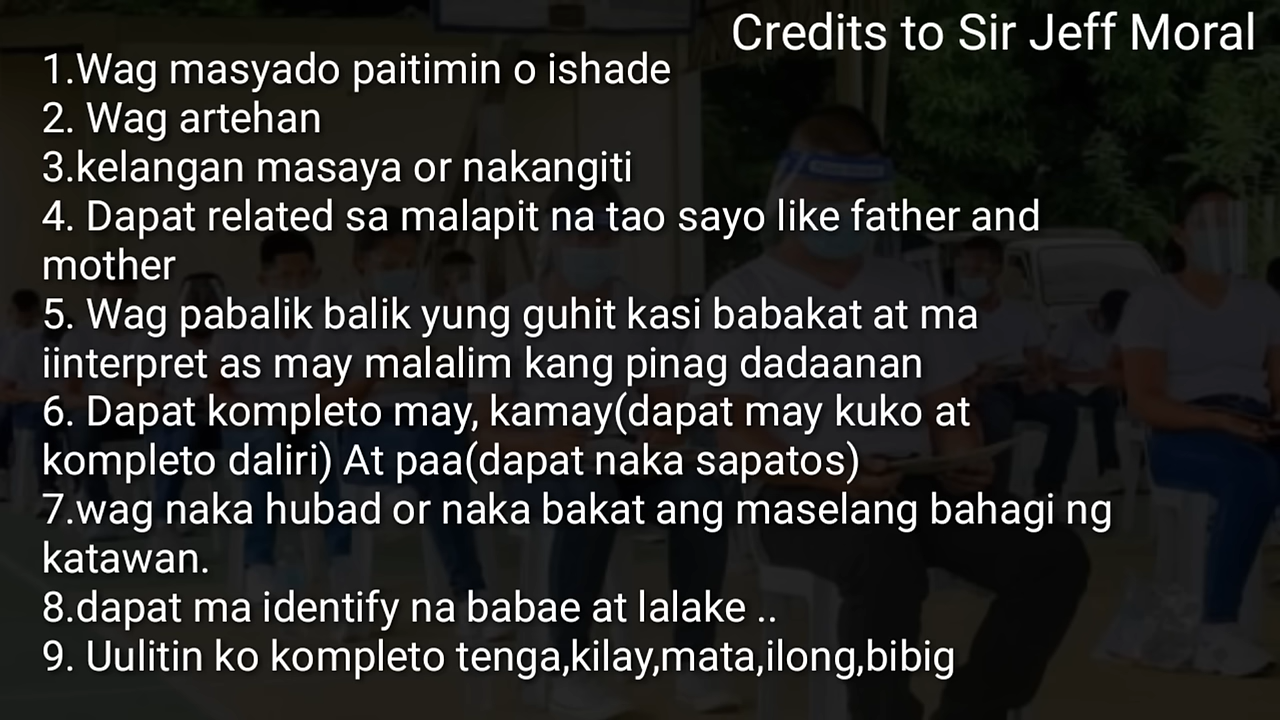 Credits to Sir Jeff Moral
1.Wag masyado paitimin o ishade
2. Wag artehan
3.kelangan masaya or nakangiti
4. Dapat related sa malapit na tao sayo like father and
mother
5. Wag pabalik balik yung guhit kasi babakat at ma
iinterpret as may malalim kang pinag dadaanan
6. Dapat kompleto may, kamay(dapat may kuko at
kompleto daliri) At paa(dapat naka sapatos)
7.wag naka hubad or naka bakat ang maselang bahagi ng
katawan.
8.dapat ma identify na babae at lalake ..
9. Uulitin ko kompleto tenga,kilay,mata,ilong,bibig